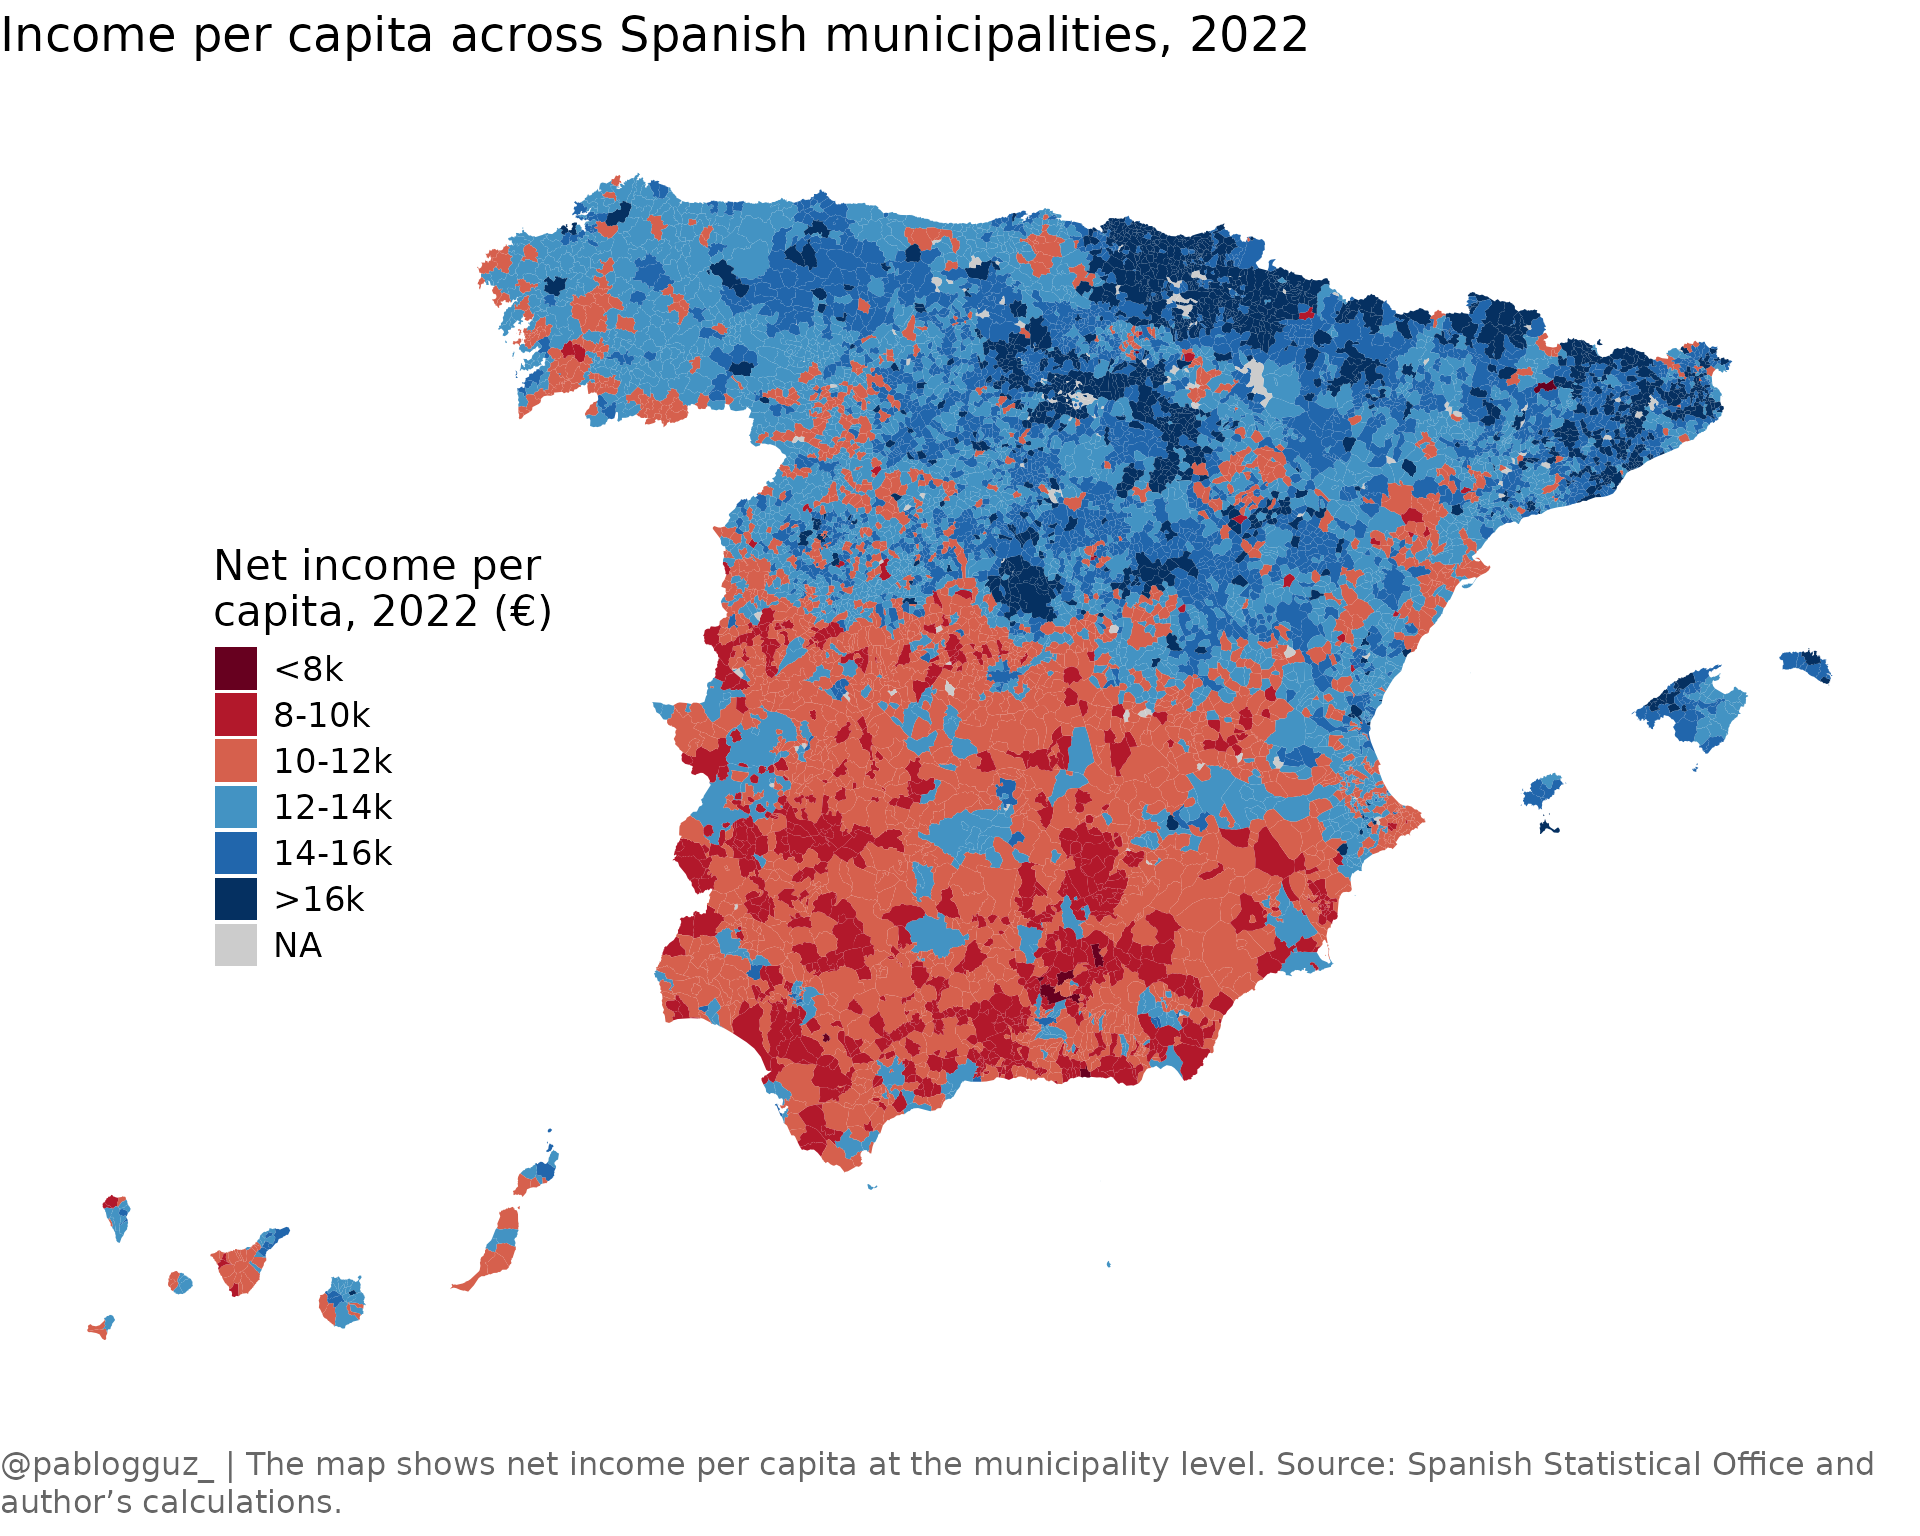 Income per capita across Spanish municipalities, 2022
Net income per
capita, 2022 (€)
<8k
8-10k
10-12k
12-14k
14-16k
>16k
NA
@pablogguz_ | The map shows net income per capita at the municipality level. Source: Spanish Statistical Office and
author’s calculations.